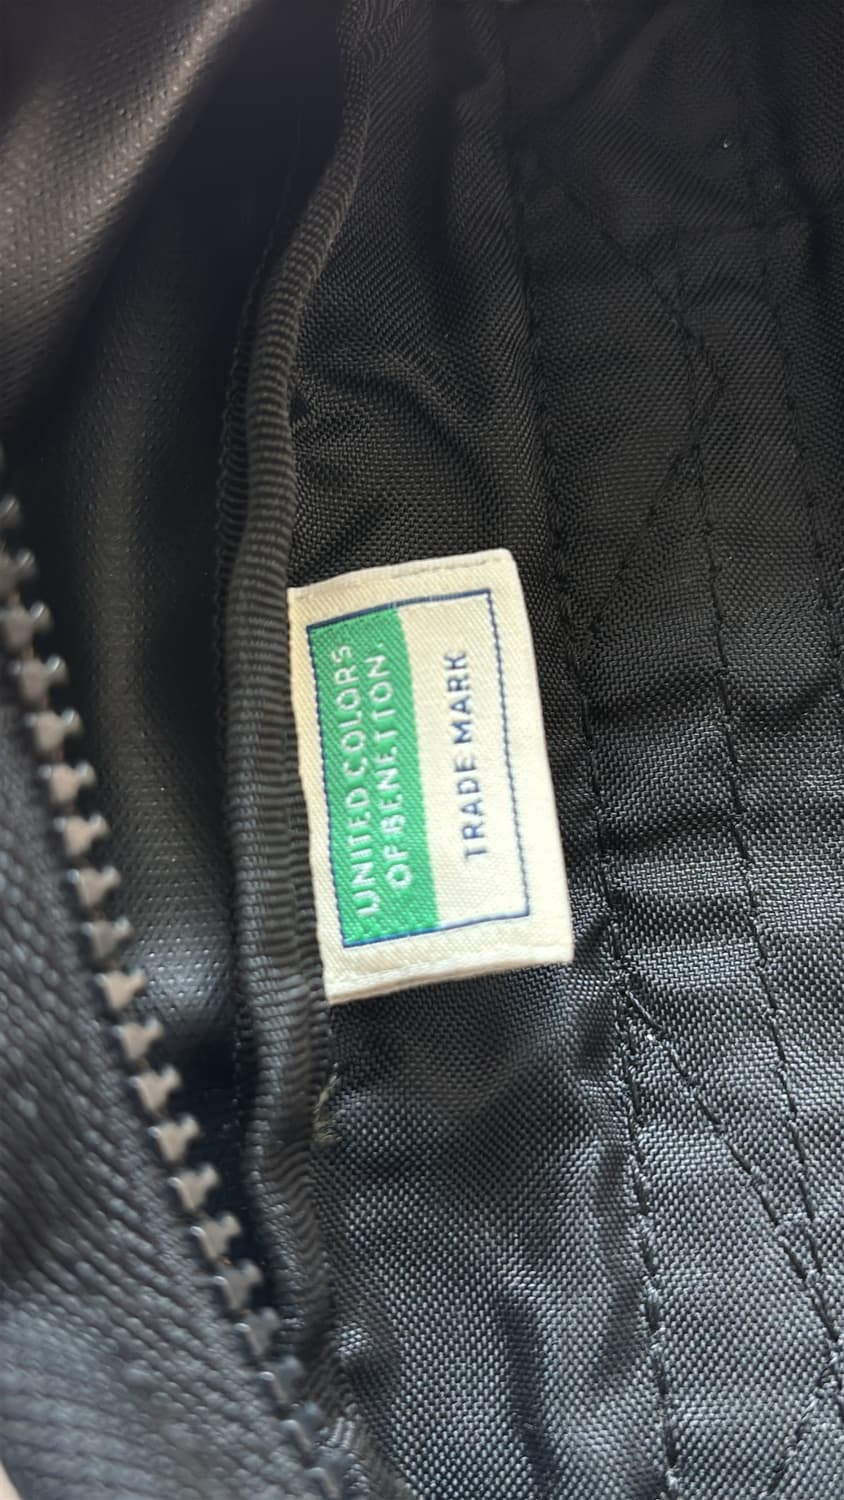 UNITED COLORS
OF BENETTON.
TRADE MARK